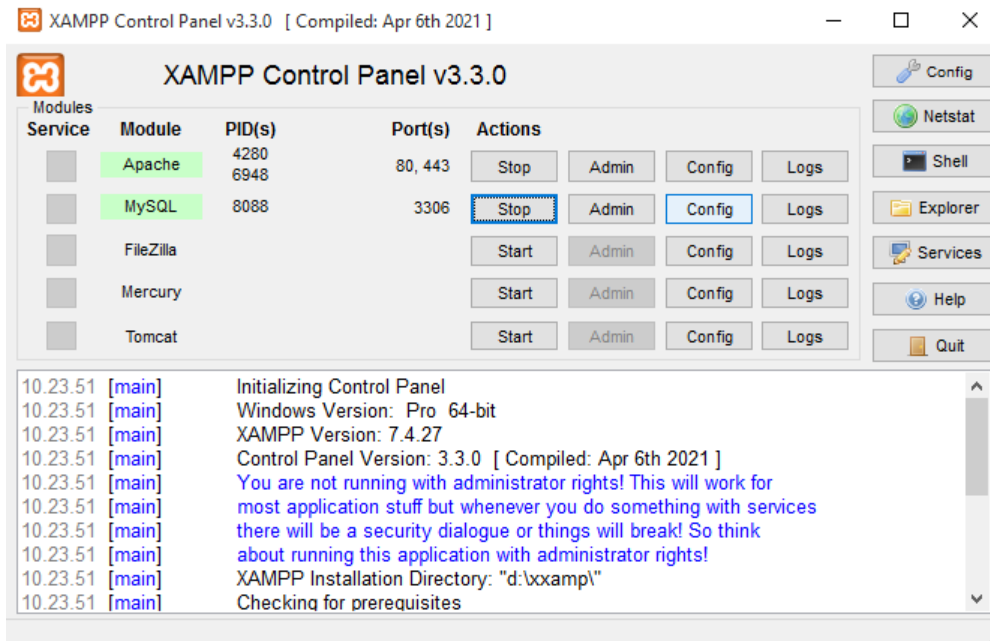 XAMPP Control Panel v3.3.0 [ Compiled: Apr 6th 2021 ]
XAMPP Control Panel v3.3.0
Config
Modules
Service Module PID(s) Port(s) Actions
Netstat
Apache 4280 6948 80, 443 Stop Admin Config Logs
Shell
MySQL 8088 3306 Stop Admin Config Logs
Explorer
FileZilla Start Admin Config Logs
Services
Mercury Start Admin Config Logs
Help
Tomcat Start Admin Config Logs
Quit
10.23.51 [main] Initializing Control Panel
10.23.51 [main] Windows Version: Pro 64-bit
10.23.51 [main] XAMPP Version: 7.4.27
10.23.51 [main] Control Panel Version: 3.3.0 [ Compiled: Apr 6th 2021 ]
10.23.51 [main] You are not running with administrator rights! This will work for
10.23.51 [main] most application stuff but whenever you do something with services
10.23.51 [main] there will be a security dialogue or things will break! So think
10.23.51 [main] about running this application with administrator rights!
10.23.51 [main] XAMPP Installation Directory: "d:\xxamp\"
10.23.51 [main] Checking for prerequisites